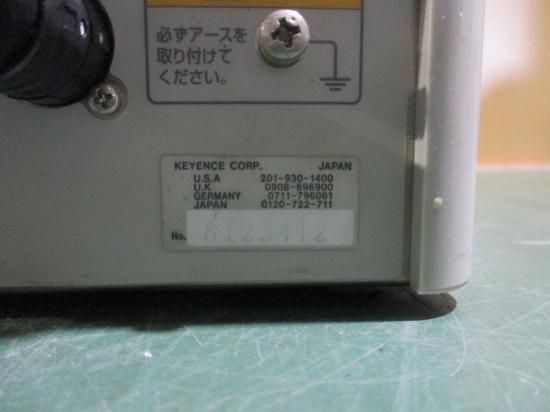 必ずアースを
取り付けて
ください。
KEYENCE CORP. JAPAN
U.S.A 201-930-1400
U.K 0908-696900
GERMANY 0711-796061
JAPAN 0120-722-711
No. 6123412